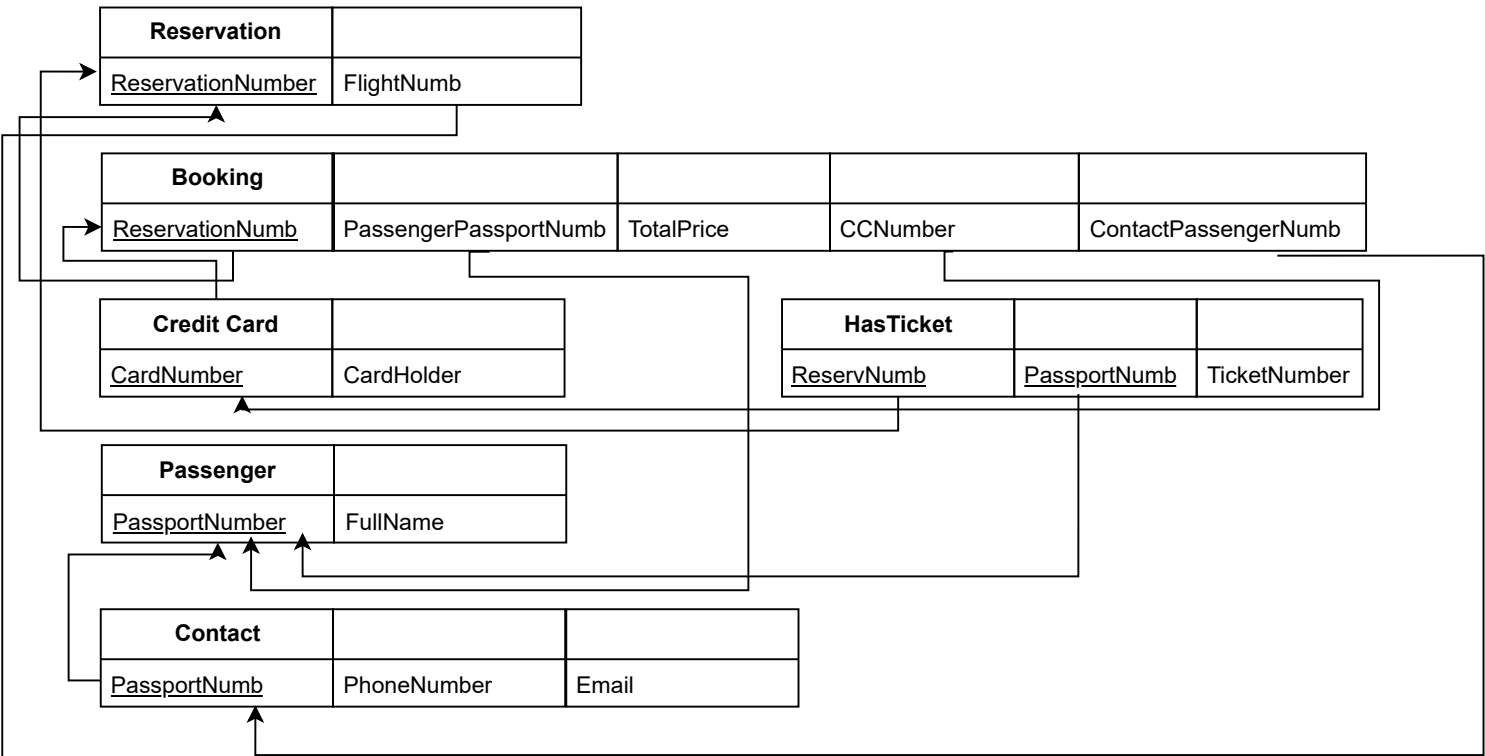 Reservation
ReservationNumber FlightNumb
Booking
ReservationNumb PassengerPassportNumb TotalPrice CCNumber ContactPassengerNumb
Credit Card HasTicket
CardNumber CardHolder ReservNumb PassportNumb TicketNumber
Passenger
PassportNumber FullName
Contact
PassportNumb PhoneNumber Email